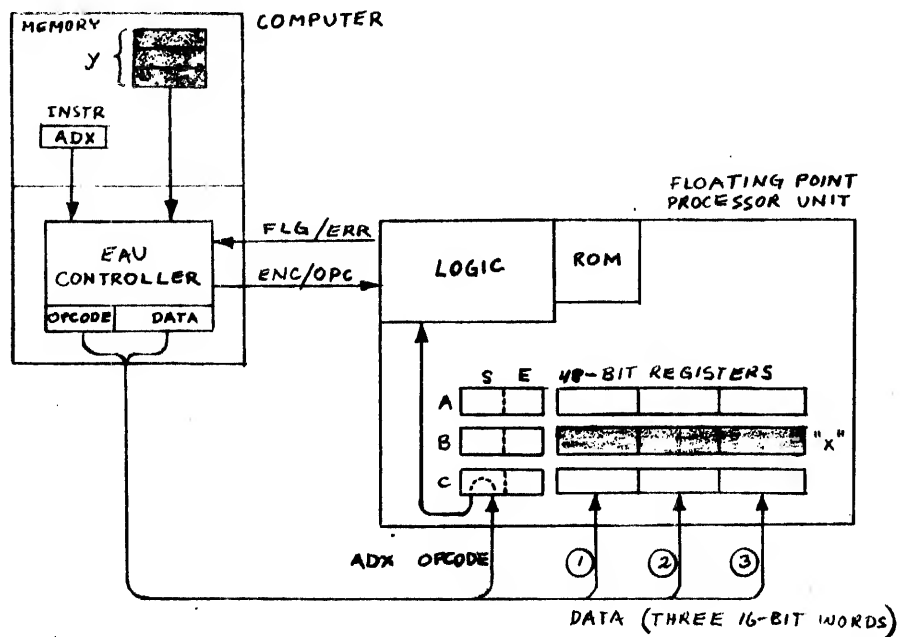 MEMORY
COMPUTER
y
INSTR
ADX
FLOATING POINT
PROCESSOR UNIT
FLG/ERR
EAU
CONTROLLER
LOGIC
ROM
ENC/OPC
OPCODE
DATA
S E 48-BIT REGISTERS
A
B
"X"
C
ADX OPCODE
1
2
3
DATA (THREE 16-BIT WORDS)